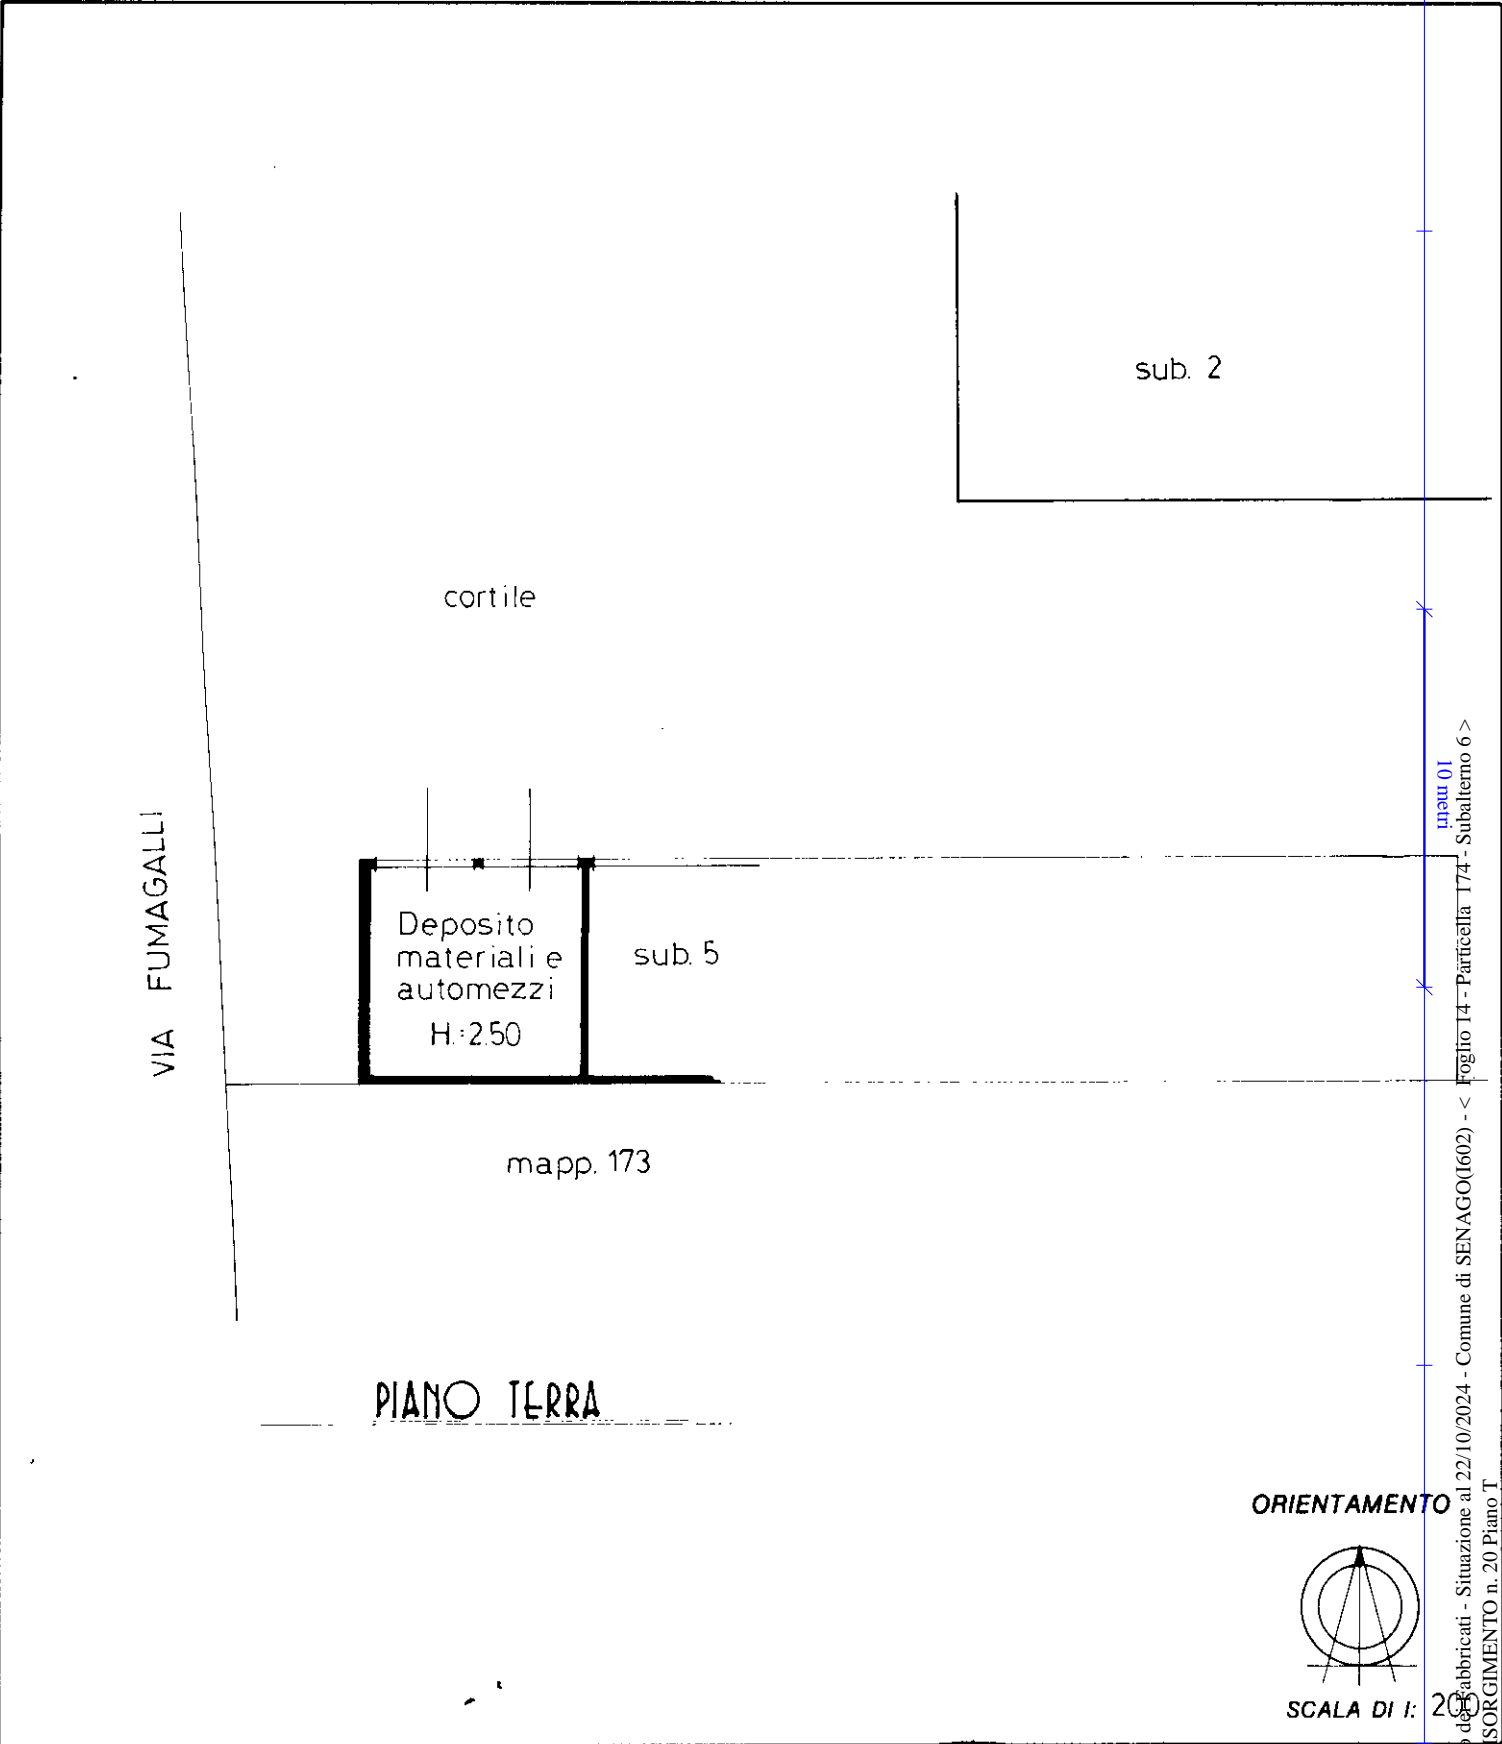 sub. 2
cortile
VIA FUMAGALLI
Deposito
materiali e
automezzi
H.:2.50
sub. 5
mapp. 173
PIANO TERRA
10 metri
Fabbricati - Situazione al 22/10/2024 - Comune di SENAGO(I602) - < Foglio 14 - Particella 174 - Subalterno 6 >
ISORGIMENTO n. 20 Piano T
ORIENTAMENTO
SCALA DI I: 200